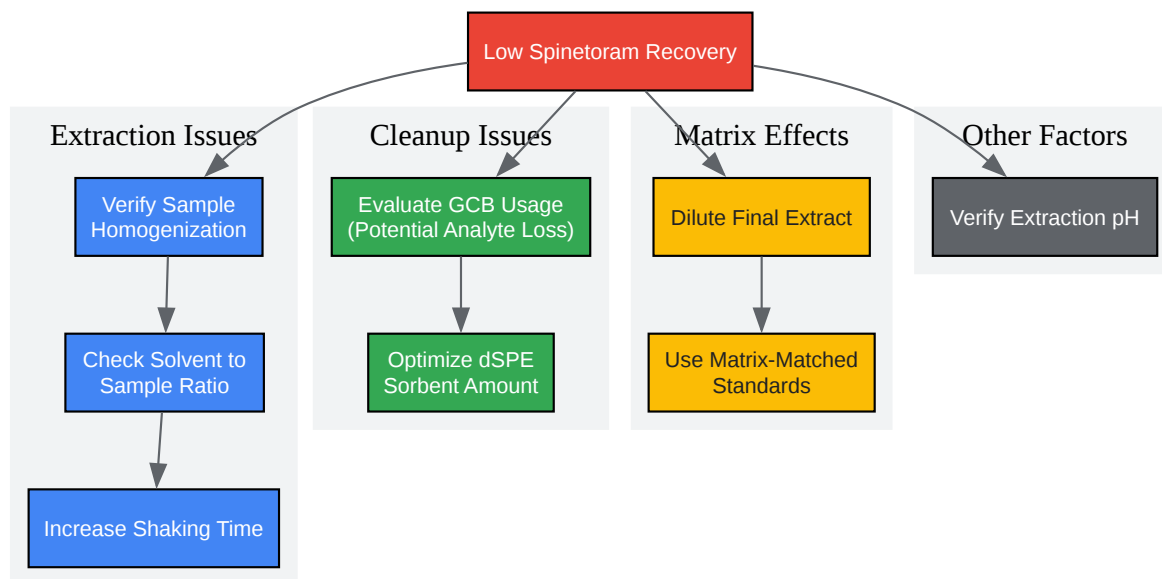 Low Spinetoram Recovery
Extraction Issues
Verify Sample
Homogenization
Check Solvent to
Sample Ratio
Increase Shaking Time
Cleanup Issues
Evaluate GCB Usage
(Potential Analyte Loss)
Optimize dSPE
Sorbent Amount
Matrix Effects
Dilute Final Extract
Use Matrix-Matched
Standards
Other Factors
Verify Extraction pH